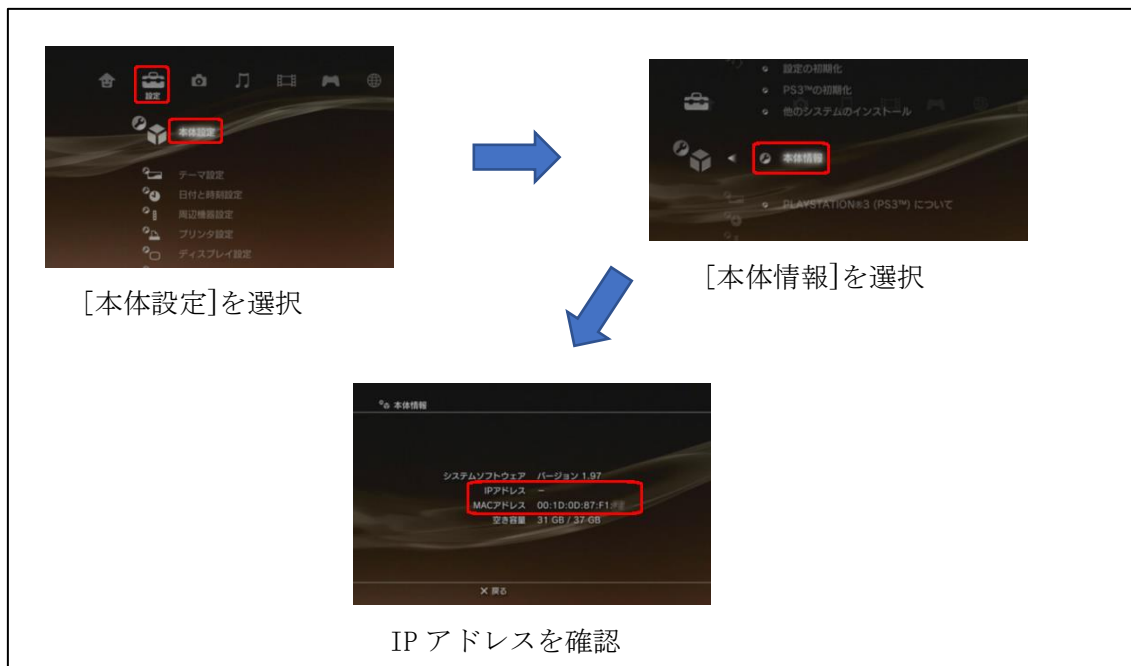 設定
本体設定
テーマ設定
日付と時刻設定
周辺機器設定
プリンタ設定
ディスプレイ設定
[本体設定]を選択
設定の初期化
PS3™の初期化
他のシステムのインストール
本体情報
PLAYSTATION®3 (PS3™) について
[本体情報]を選択
本体情報
システムソフトウェア バージョン 1.97
IPアドレス －
MACアドレス 00:1D:0D:87:F1:
空き容量 31 GB / 37 GB
✕ 戻る
IP アドレスを確認